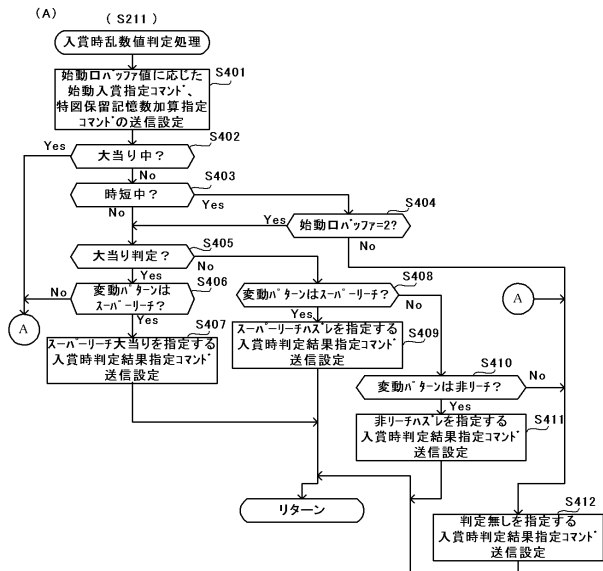 (A)
(S211)
入賞時乱数値判定処理
始動口バッファ値に応じた
始動入賞指定コマンド、
特図保留記憶数加算指定
コマンドの送信設定
S401
S402
Yes
大当り中？
No
S403
時短中？
Yes
No
S404
Yes
始動口バッファ=2?
No
S405
大当り判定？
No
Yes
S406
No
変動パターンは
スーパーリーチ？
Yes
A
S408
変動パターンはスーパーリーチ？
No
Yes
A
S407
スーパーリーチ大当りを指定する
入賞時判定結果指定コマンド
送信設定
S409
スーパーリーチハズレを指定する
入賞時判定結果指定コマンド
送信設定
S410
変動パターンは非リーチ？
No
Yes
S411
非リーチハズレを指定する
入賞時判定結果指定コマンド
送信設定
リターン
S412
判定無しを指定する
入賞時判定結果指定コマンド
送信設定